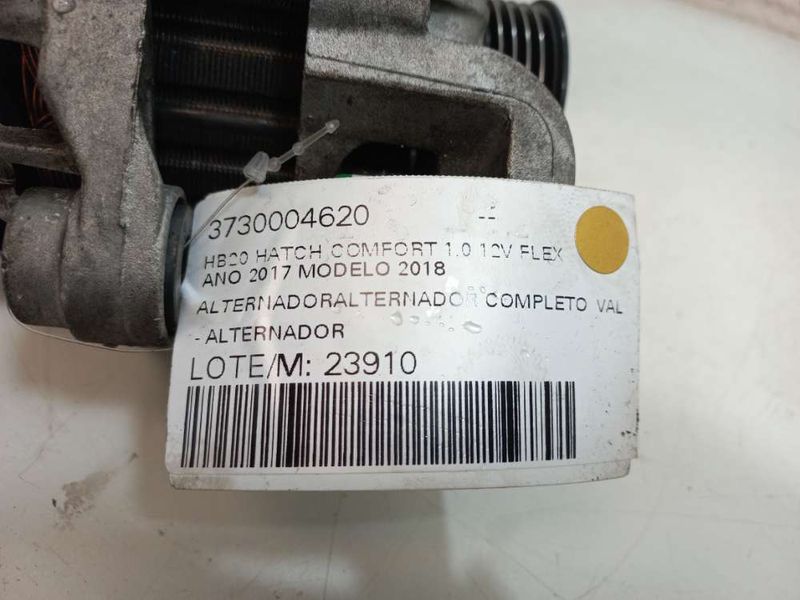 3730004620 --
HB20 HATCH COMFORT 1.0 12V FLEX
ANO 2017 MODELO 2018
ALTERNADORALTERNADOR COMPLETO VAL
- ALTERNADOR
LOTE/M: 23910